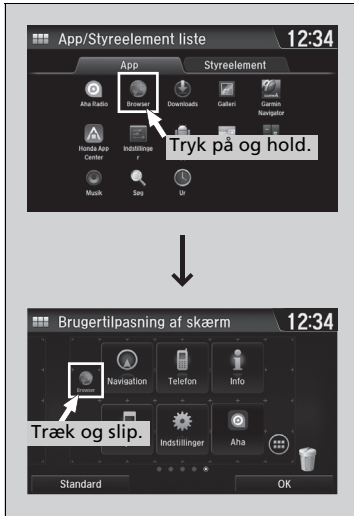 App/Styreelement liste 12:34
App Styreelement
Aha Radio Browser Downloads Galleri Garmin
Navigator
Honda App
Center
Indstillinge
r
Tryk på og hold.
Musik Søg Ur
Brugertilpasning af skærm 12:34
Browser Navigation Telefon Info
Træk og slip.
Indstillinger Aha
Standard OK